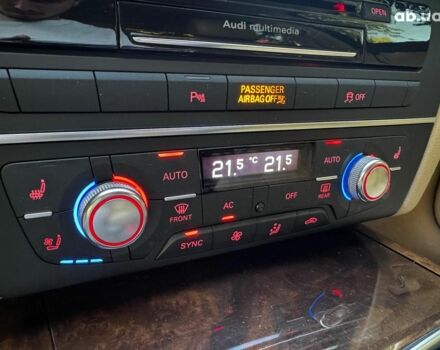 ab.ua
OPEN
Audi multimedia
P
PASSENGER
AIRBAG OFF
OFF
AUTO
21.5 °C 21.5
AUTO
FRONT
AC
OFF
REAR
SYNC